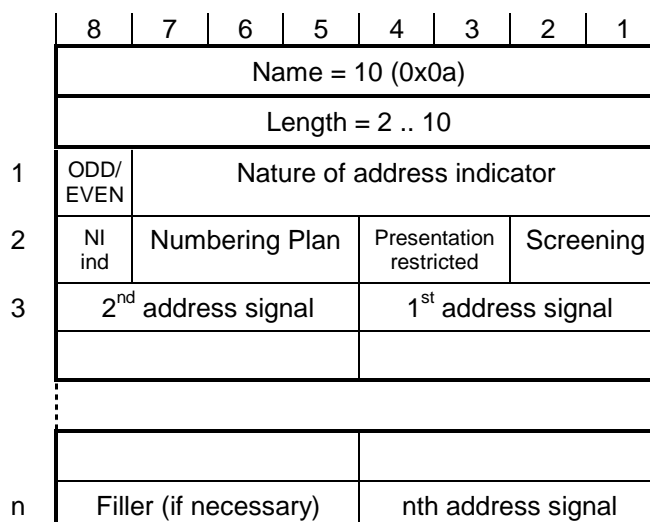 8 7 6 5 4 3 2 1
Name = 10 (0x0a)
Length = 2 .. 10
1 ODD/ Nature of address indicator
EVEN
2 NI Numbering Plan Presentation Screening
ind restricted
3 2nd address signal 1st address signal
n Filler (if necessary) nth address signal